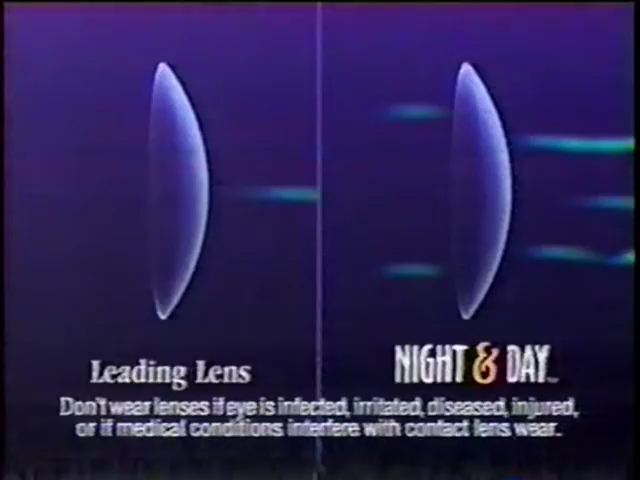 Leading Lens
NIGHT & DAY™
Don't wear lenses if eye is infected, irritated, diseased, injured,
or if medical conditions interfere with contact lens wear.